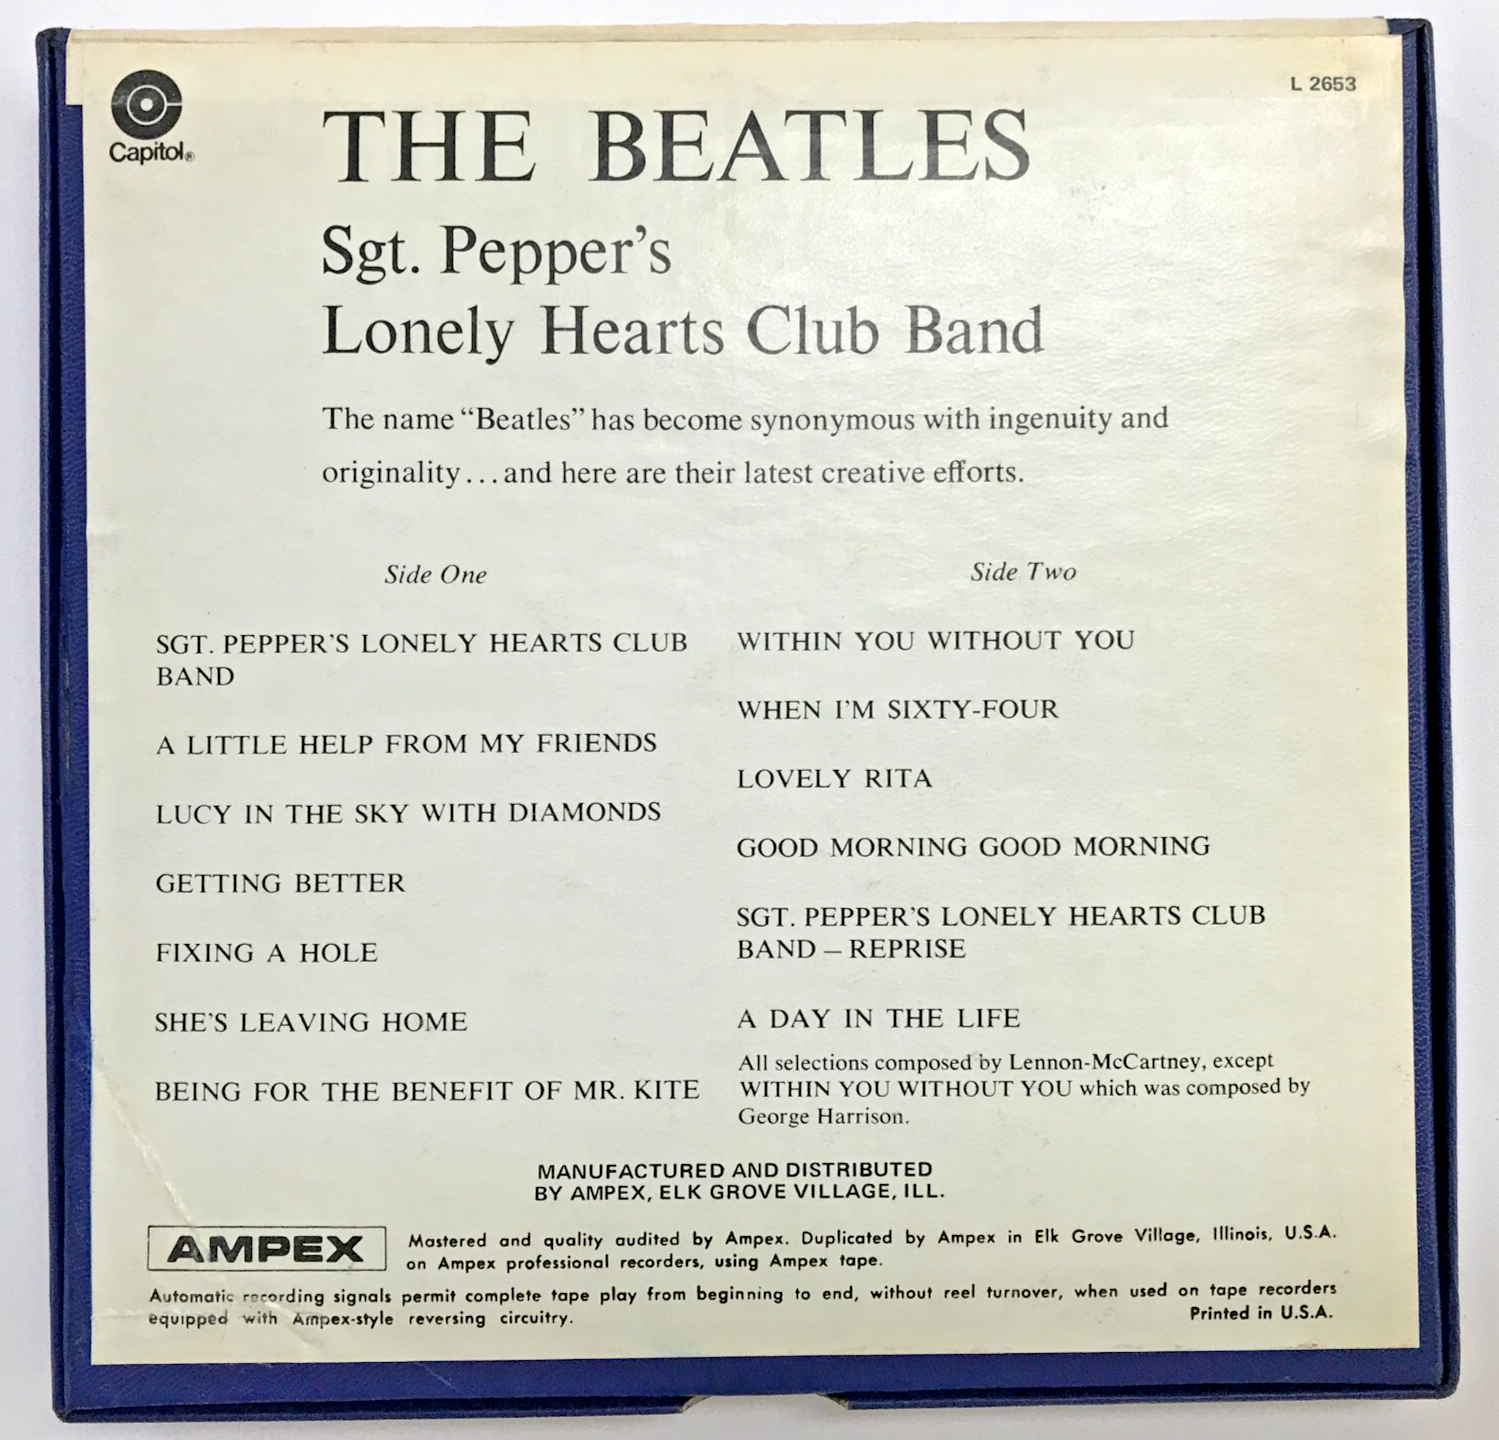 Capitol®
L 2653
THE BEATLES
Sgt. Pepper’s
Lonely Hearts Club Band
The name “Beatles” has become synonymous with ingenuity and
originality...and here are their latest creative efforts.
Side One
SGT. PEPPER’S LONELY HEARTS CLUB
BAND
A LITTLE HELP FROM MY FRIENDS
LUCY IN THE SKY WITH DIAMONDS
GETTING BETTER
FIXING A HOLE
SHE’S LEAVING HOME
BEING FOR THE BENEFIT OF MR. KITE
Side Two
WITHIN YOU WITHOUT YOU
WHEN I’M SIXTY-FOUR
LOVELY RITA
GOOD MORNING GOOD MORNING
SGT. PEPPER’S LONELY HEARTS CLUB
BAND – REPRISE
A DAY IN THE LIFE
All selections composed by Lennon-McCartney, except
WITHIN YOU WITHOUT YOU which was composed by
George Harrison.
MANUFACTURED AND DISTRIBUTED
BY AMPEX, ELK GROVE VILLAGE, ILL.
AMPEX
Mastered and quality audited by Ampex. Duplicated by Ampex in Elk Grove Village, Illinois, U.S.A.
on Ampex professional recorders, using Ampex tape.
Automatic recording signals permit complete tape play from beginning to end, without reel turnover, when used on tape recorders
equipped with Ampex-style reversing circuitry.
Printed in U.S.A.